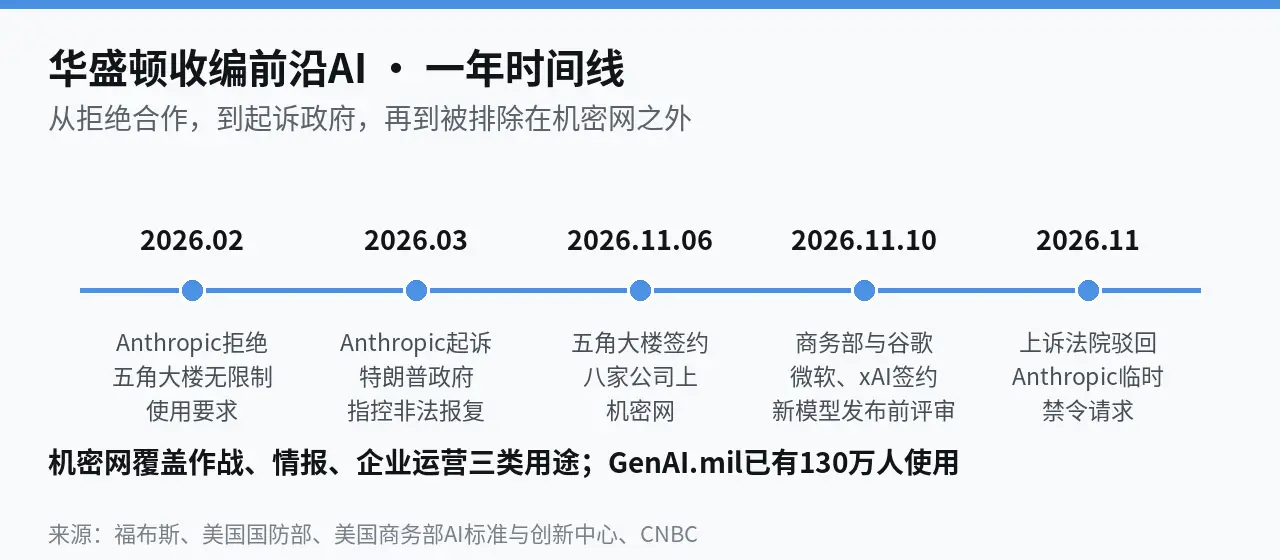 华盛顿收编前沿AI · 一年时间线
从拒绝合作，到起诉政府，再到被排除在机密网之外
2026.02
Anthropic拒绝
五角大楼无限制
使用要求
2026.03
Anthropic起诉
特朗普政府
指控非法报复
2026.11.06
五角大楼签约
八家公司上
机密网
2026.11.10
商务部与谷歌
微软、xAI签约
新模型发布前评审
2026.11
上诉法院驳回
Anthropic临时
禁令请求
机密网覆盖作战、情报、企业运营三类用途；GenAI.mil已有130万人使用
来源：福布斯、美国国防部、美国商务部AI标准与创新中心、CNBC